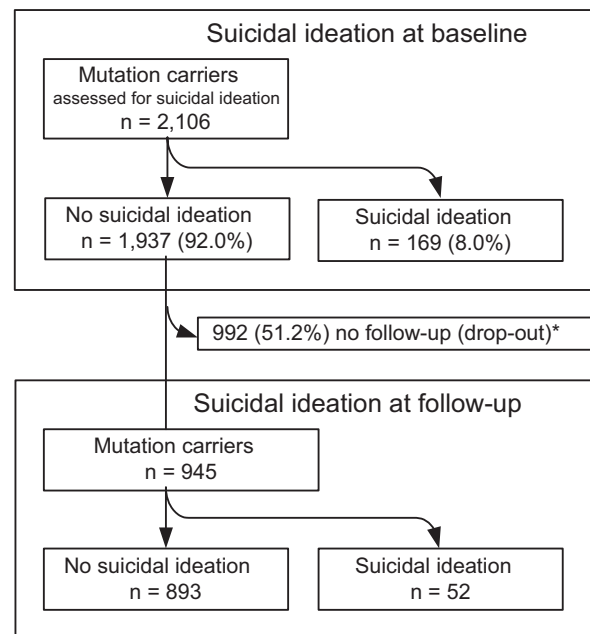 Suicidal ideation at baseline
Mutation carriers
assessed for suicidal ideation
n = 2,106
No suicidal ideation
n = 1,937 (92.0%)
Suicidal ideation
n = 169 (8.0%)
992 (51.2%) no follow-up (drop-out)*
Suicidal ideation at follow-up
Mutation carriers
n = 945
No suicidal ideation
n = 893
Suicidal ideation
n = 52